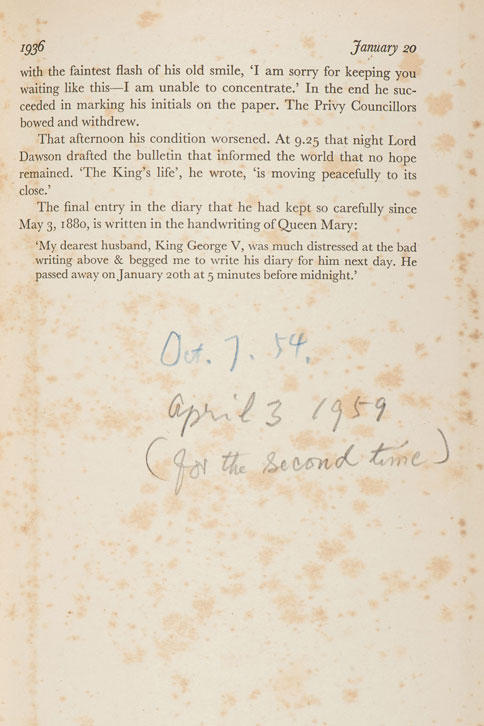 1936 January 20
with the faintest flash of his old smile, ‘I am sorry for keeping you
waiting like this—I am unable to concentrate.’ In the end he suc-
ceeded in marking his initials on the paper. The Privy Councillors
bowed and withdrew.
That afternoon his condition worsened. At 9.25 that night Lord
Dawson drafted the bulletin that informed the world that no hope
remained. ‘The King’s life’, he wrote, ‘is moving peacefully to its
close.’
The final entry in the diary that he had kept so carefully since
May 3, 1880, is written in the handwriting of Queen Mary:
‘My dearest husband, King George V, was much distressed at the bad
writing above & begged me to write his diary for him next day. He
passed away on January 20th at 5 minutes before midnight.’
Oct. 7. 54.
April 3 1959
(for the second time)